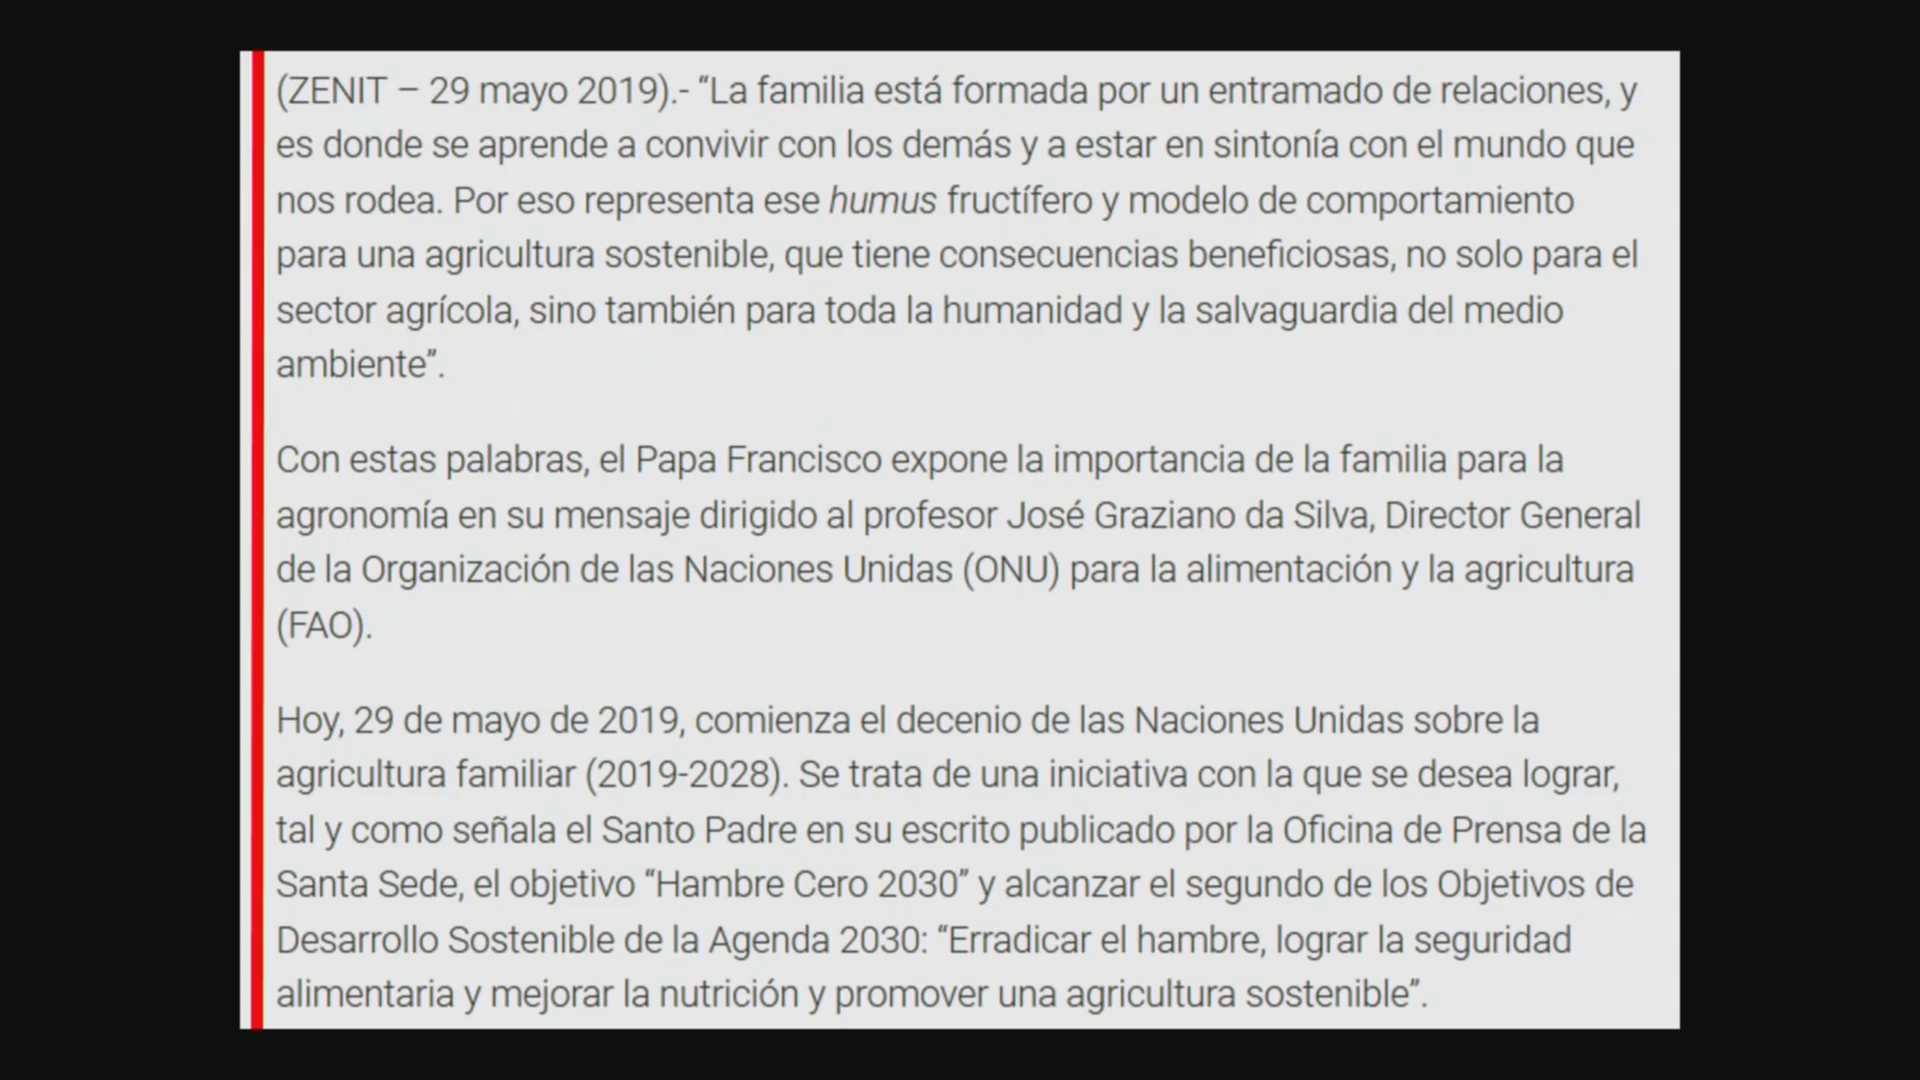 (ZENIT – 29 mayo 2019).- “La familia está formada por un entramado de relaciones, y
es donde se aprende a convivir con los demás y a estar en sintonía con el mundo que
nos rodea. Por eso representa ese humus fructífero y modelo de comportamiento
para una agricultura sostenible, que tiene consecuencias beneficiosas, no solo para el
sector agrícola, sino también para toda la humanidad y la salvaguardia del medio
ambiente”.
Con estas palabras, el Papa Francisco expone la importancia de la familia para la
agronomía en su mensaje dirigido al profesor José Graziano da Silva, Director General
de la Organización de las Naciones Unidas (ONU) para la alimentación y la agricultura
(FAO).
Hoy, 29 de mayo de 2019, comienza el decenio de las Naciones Unidas sobre la
agricultura familiar (2019-2028). Se trata de una iniciativa con la que se desea lograr,
tal y como señala el Santo Padre en su escrito publicado por la Oficina de Prensa de la
Santa Sede, el objetivo “Hambre Cero 2030” y alcanzar el segundo de los Objetivos de
Desarrollo Sostenible de la Agenda 2030: “Erradicar el hambre, lograr la seguridad
alimentaria y mejorar la nutrición y promover una agricultura sostenible”.